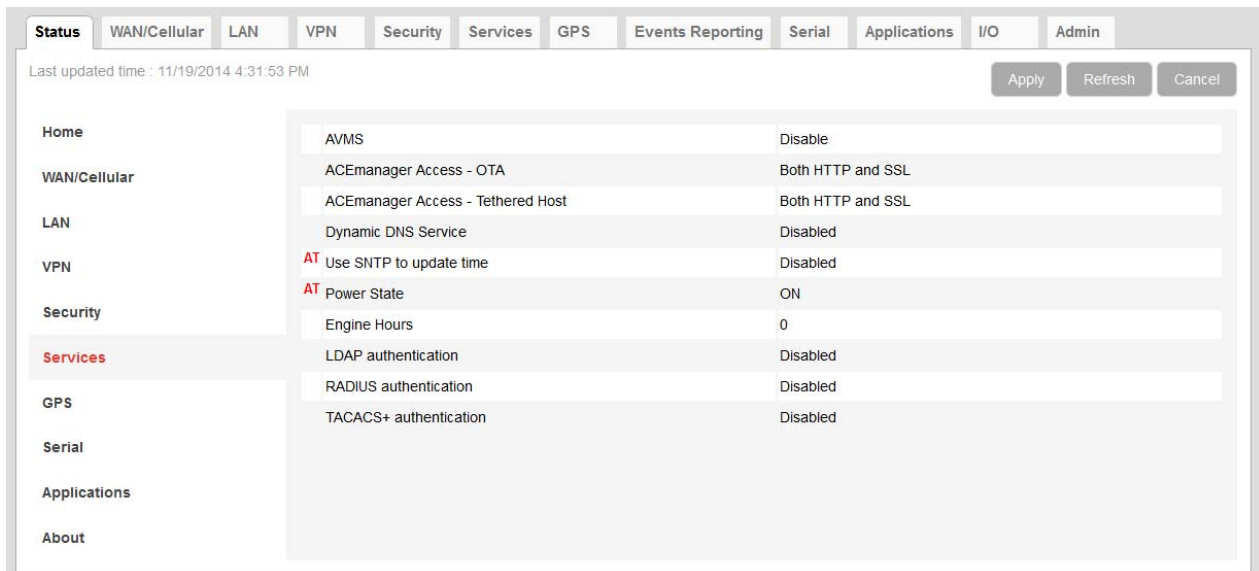 Status WAN/Cellular LAN VPN Security Services GPS Events Reporting Serial Applications I/O Admin
Last updated time : 11/19/2014 4:31:53 PM
Apply Refresh Cancel
Home
WAN/Cellular
LAN
VPN
Security
Services
GPS
Serial
Applications
About
AVMS Disable
ACEmanager Access - OTA Both HTTP and SSL
ACEmanager Access - Tethered Host Both HTTP and SSL
Dynamic DNS Service Disabled
AT Use SNTP to update time Disabled
AT Power State ON
Engine Hours 0
LDAP authentication Disabled
RADIUS authentication Disabled
TACACS+ authentication Disabled